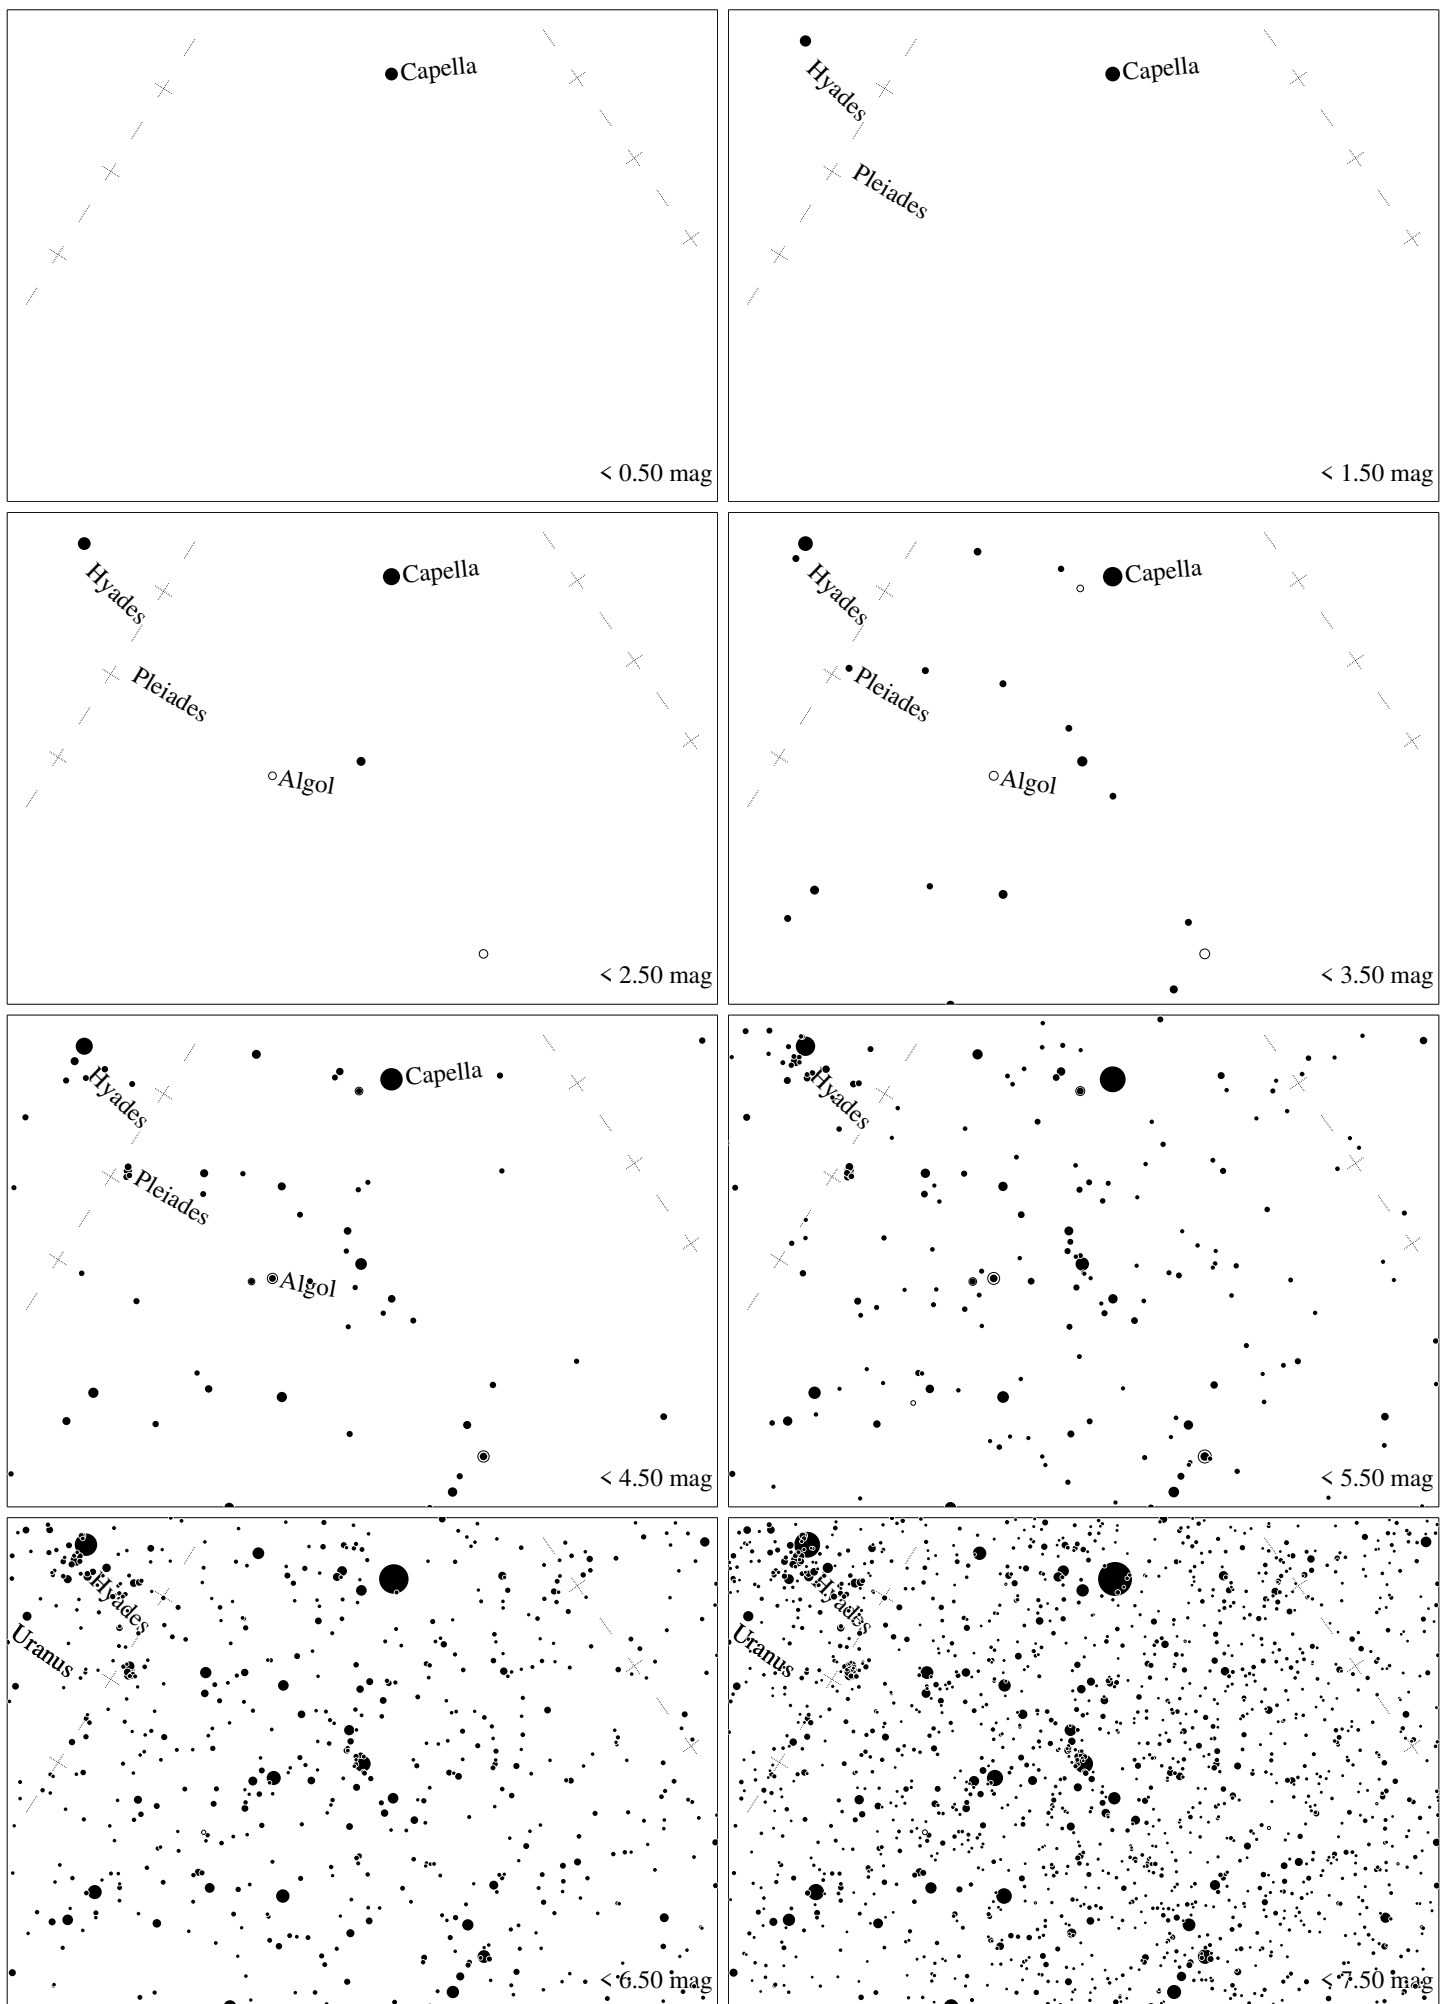 Capella
< 0.50 mag
Capella
Hyades
Pleiades
< 1.50 mag
Capella
Hyades
Pleiades
Algol
< 2.50 mag
Capella
Hyades
Pleiades
Algol
< 3.50 mag
Capella
Hyades
Pleiades
Algol
< 4.50 mag
Hyades
< 5.50 mag
Hyades
Uranus
< 6.50 mag
Hyades
Uranus
< 7.50 mag